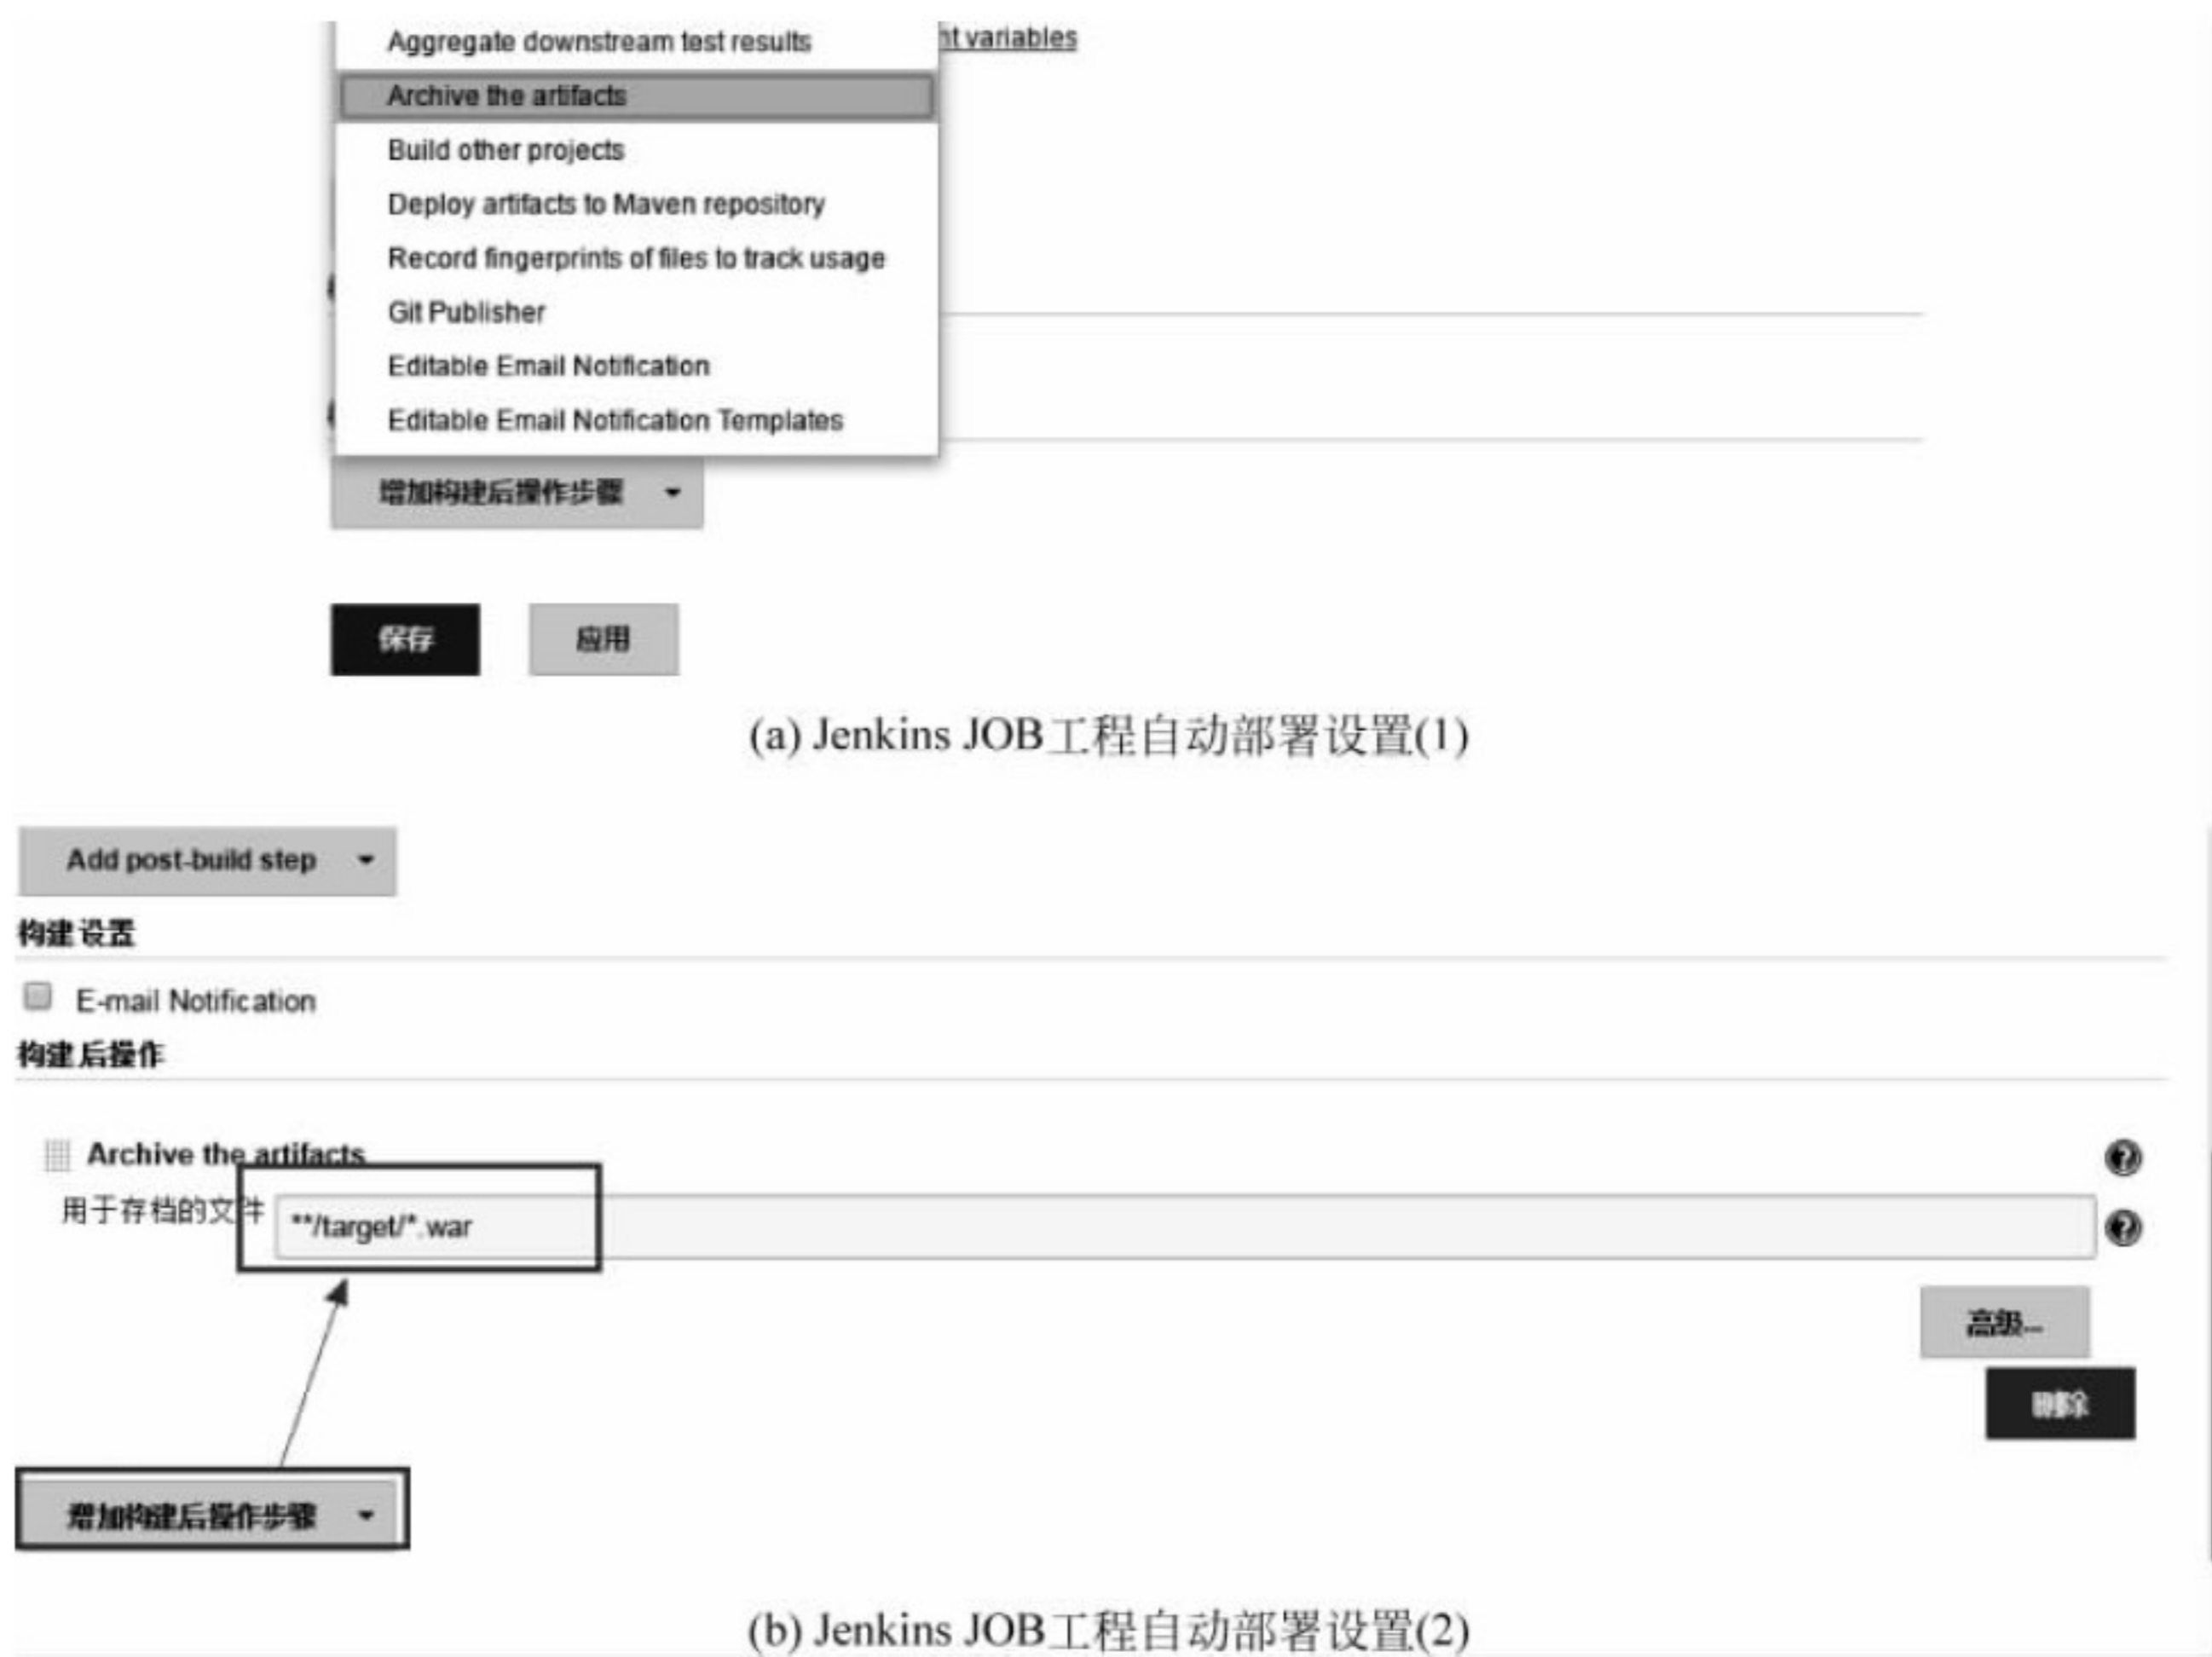 Aggregate downstream test results
nt variables
Archive the artifacts
Build other projects
Deploy artifacts to Maven repository
Record fingerprints of files to track usage
Git Publisher
Editable Email Notification
Editable Email Notification Templates
增加构建后操作步骤
保存 应用
(a) Jenkins JOB工程自动部署设置(1)
Add post-build step
构建设置
E-mail Notification
构建后操作
Archive the artifacts
用于存档的文件 **/target/*.war
高级...
删除
增加构建后操作步骤
(b) Jenkins JOB工程自动部署设置(2)